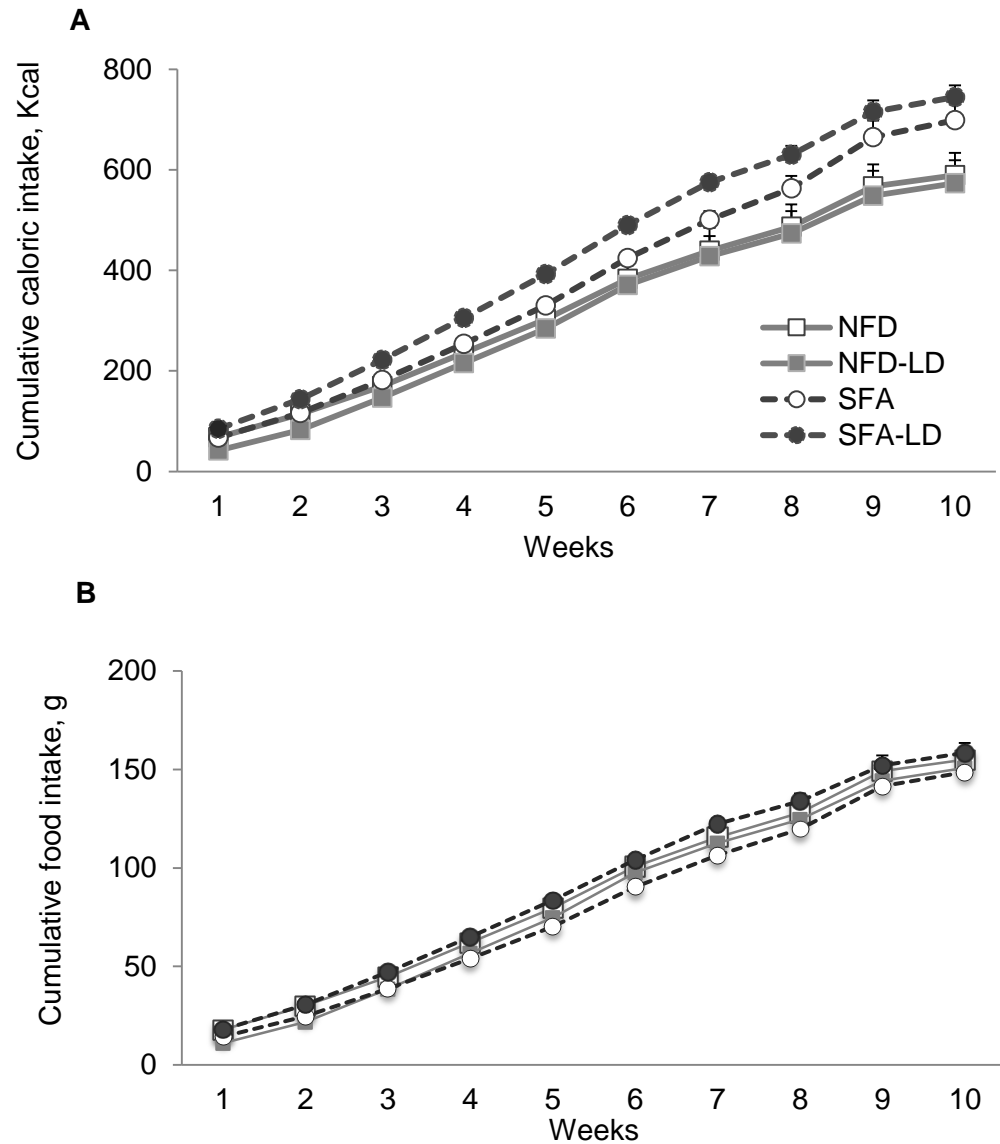 A
Cumulative caloric intake, Kcal
800
600
400
200
0
NFD
NFD-LD
SFA
SFA-LD
1 2 3 4 5 6 7 8 9 10
Weeks
B
Cumulative food intake, g
200
150
100
50
0
1 2 3 4 5 6 7 8 9 10
Weeks